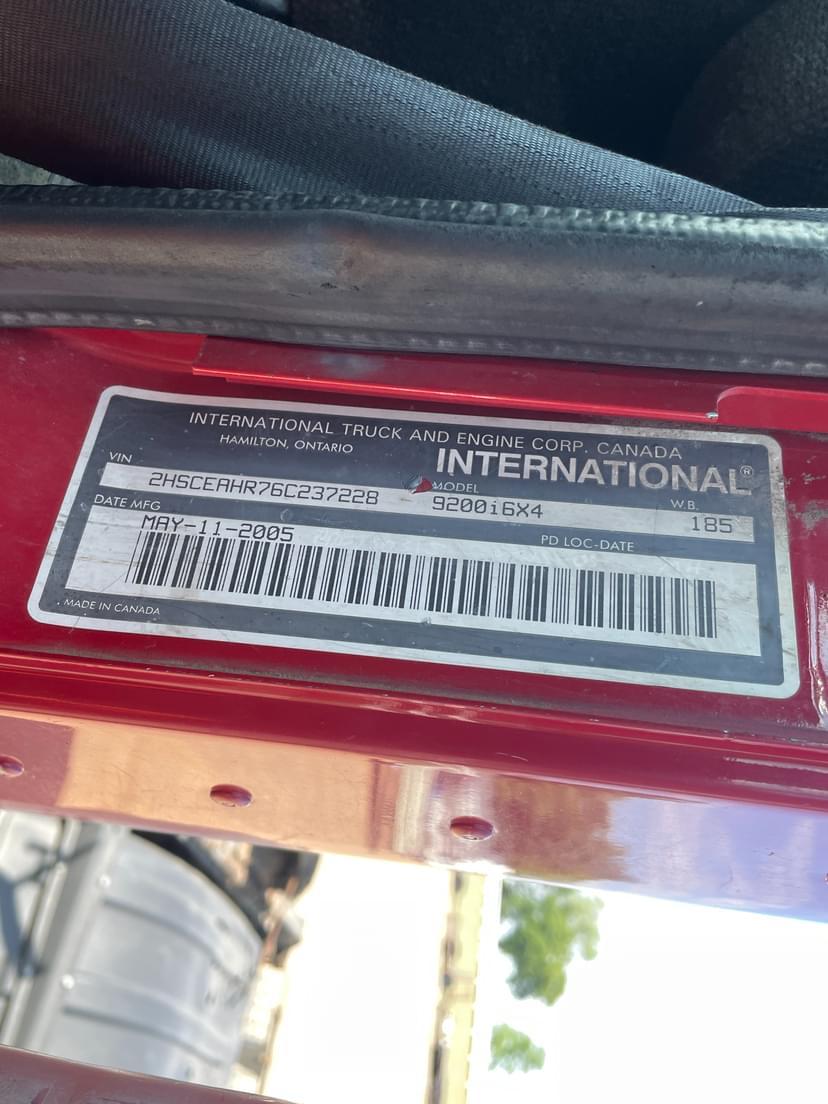 INTERNATIONAL TRUCK AND ENGINE CORP. CANADA
HAMILTON, ONTARIO
INTERNATIONAL®
VIN
MODEL
W.B.
2HSCEAHR76C237228
9200i6X4
185
DATE MFG
PD LOC-DATE
MAY-11-2005
MADE IN CANADA